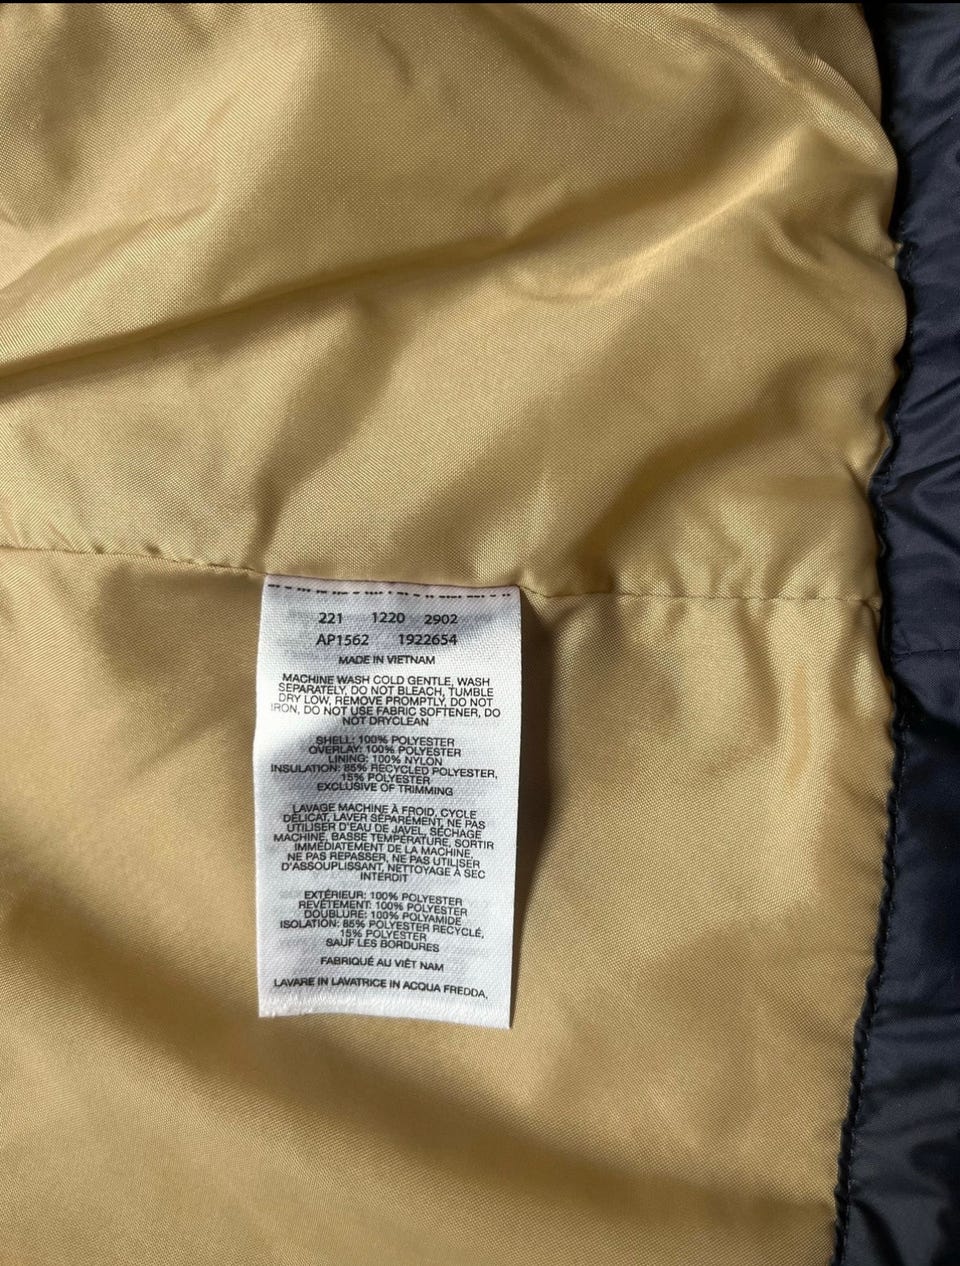 221 1220 2902
AP1562 1922654
MADE IN VIETNAM
MACHINE WASH COLD GENTLE, WASH
SEPARATELY, DO NOT BLEACH, TUMBLE
DRY LOW, REMOVE PROMPTLY, DO NOT
IRON, DO NOT USE FABRIC SOFTENER, DO
NOT DRYCLEAN
SHELL: 100% POLYESTER
OVERLAY: 100% POLYESTER
LINING: 100% NYLON
INSULATION: 85% RECYCLED POLYESTER,
15% POLYESTER
EXCLUSIVE OF TRIMMING
LAVAGE MACHINE À FROID, CYCLE
DÉLICAT, LAVER SÉPARÉMENT, NE PAS
UTILISER D'EAU DE JAVEL, SÉCHAGE
MACHINE, BASSE TEMPÉRATURE, SORTIR
IMMÉDIATEMENT DE LA MACHINE,
NE PAS REPASSER, NE PAS UTILISER
D'ASSOUPLISSANT, NETTOYAGE À SEC
INTERDIT
EXTÉRIEUR: 100% POLYESTER
REVÊTEMENT: 100% POLYESTER
DOUBLURE: 100% POLYAMIDE
ISOLATION: 85% POLYESTER RECYCLÉ,
15% POLYESTER
SAUF LES BORDURES
FABRIQUÉ AU VIÊT NAM
LAVARE IN LAVATRICE IN ACQUA FREDDA,